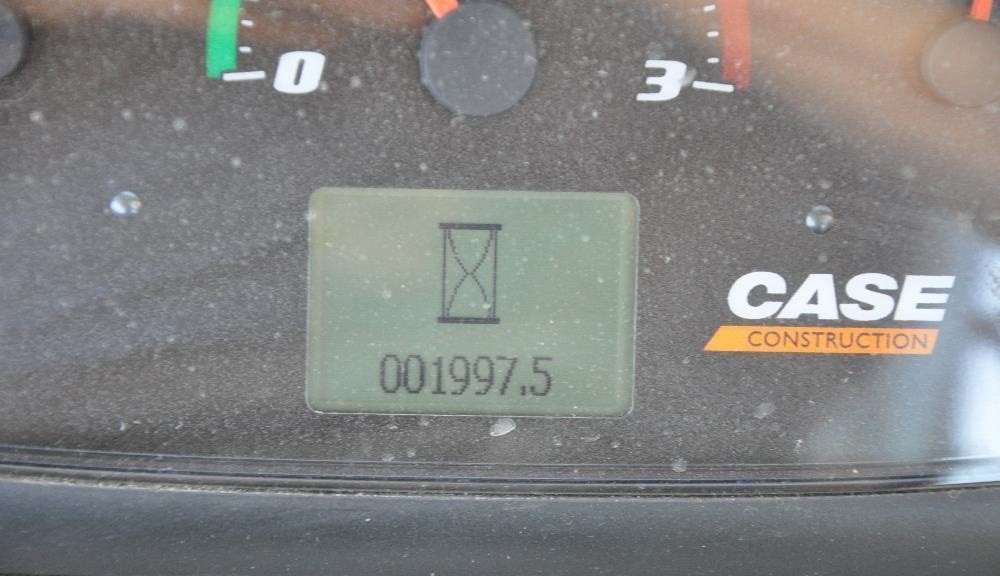 0
3
CASE
CONSTRUCTION
001997.5